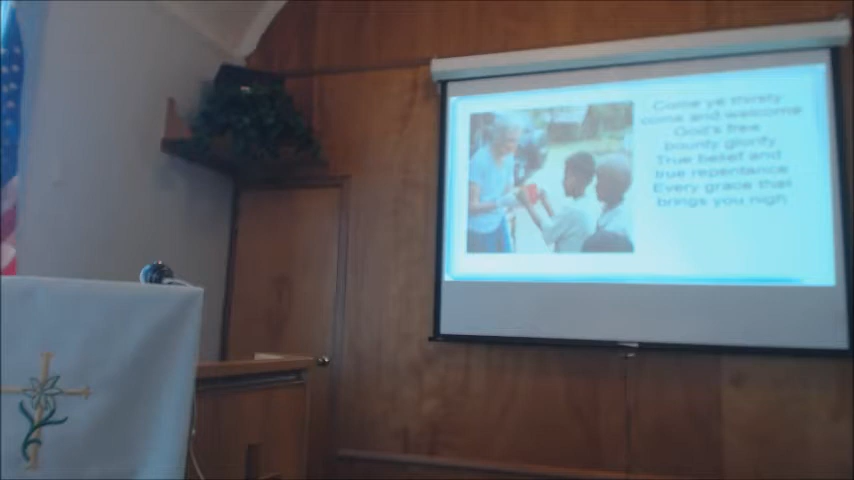 Come ye thirsty
come and welcome
God's free
bounty glorify
True belief and
true repentance
Every grace that
brings you nigh